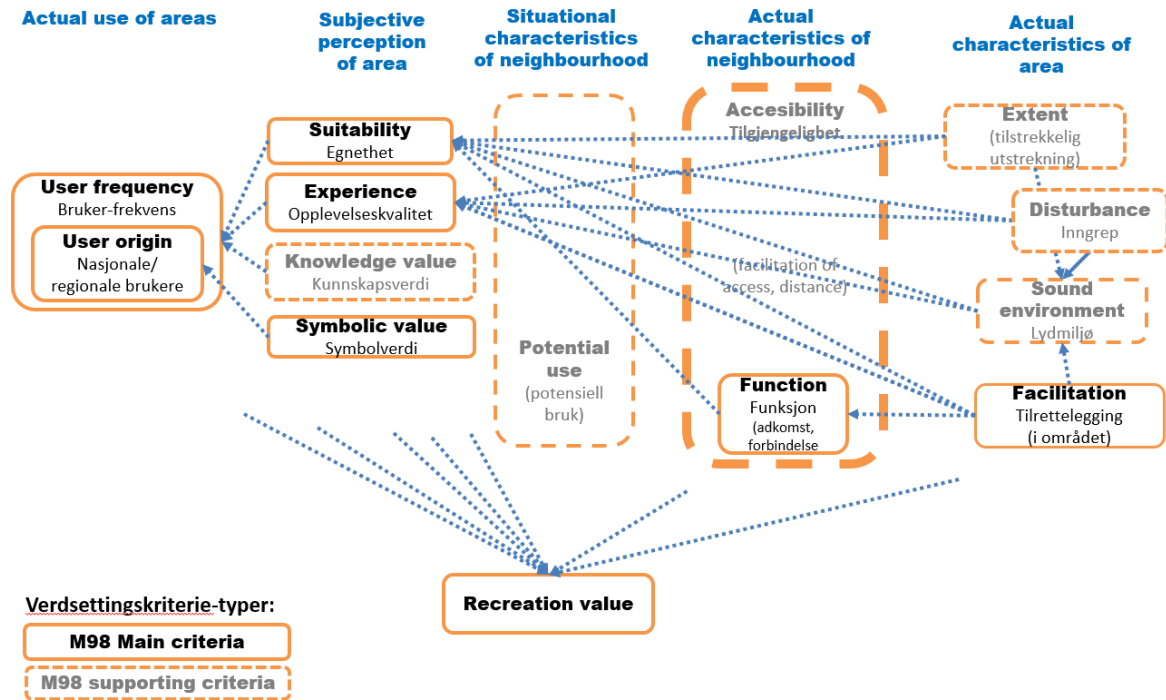 Actual use of areas
Subjective
perception
of area
Situational
characteristics
of neighbourhood
Actual
characteristics of
neighbourhood
Actual
characteristics of
area
Suitability
Egnethet
User frequency
Bruker-frekvens
User origin
Nasjonale/
regionale brukere
Experience
Opplevelseskvalitet
Knowledge value
Kunnskapsverdi
Symbolic value
Symbolverdi
Potential
use
(potensiell
bruk)
Accesibility
Tilgjengelighet
(facilitation of
access, distance)
Function
Funksjon
(adkomst,
forbindelse
Extent
(tilstrekkelig
utstrekning)
Disturbance
Inngrep
Sound
environment
Lydmiljø
Facilitation
Tilrettelegging
(i området)
Recreation value
Verdsettingskriterie-typer:
M98 Main criteria
M98 supporting criteria